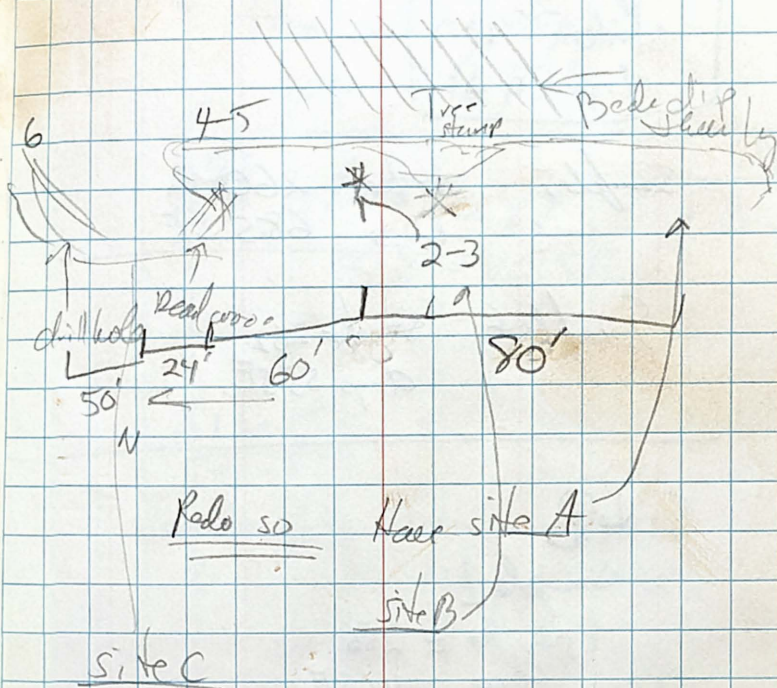 Tree
stump
Bedding
4-5
6
2-3
drill hole
Dead
50'
24'
60'
80'
N
Redo so
Have site A
site B
site C